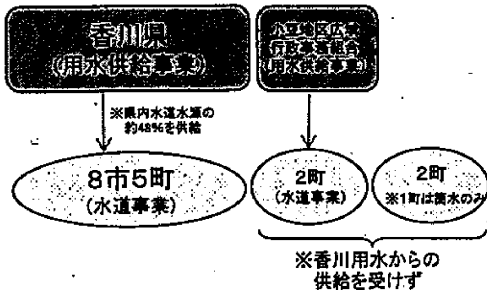 香川県
(用水供給事業)
小豆地区広域
行政事務組合
(用水供給事業)
※県内水道水源の
約48%を供給
8市5町
(水道事業)
2町
(水道事業)
2町
※1町は簡水のみ
※香川用水からの
供給を受けず